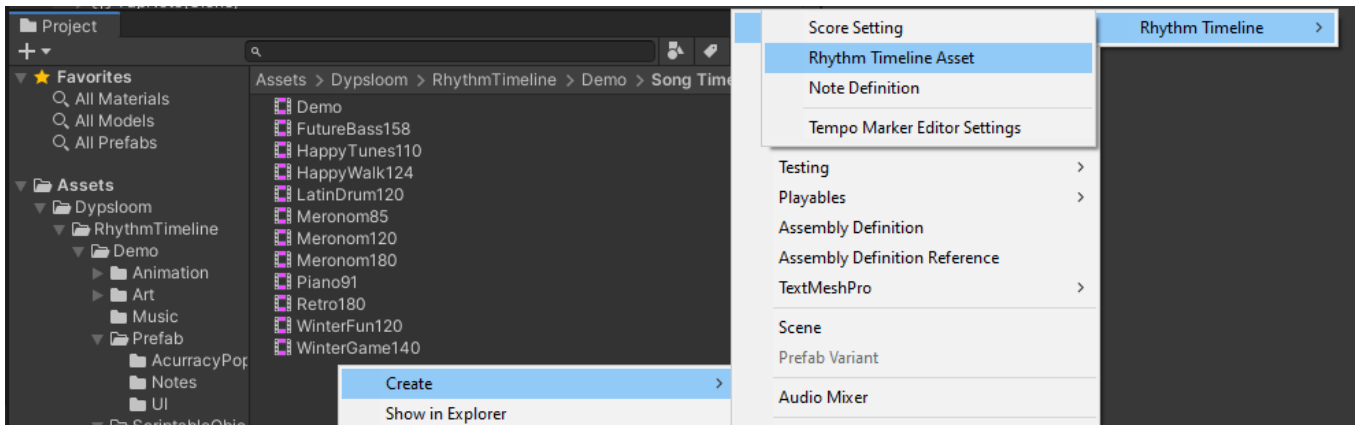 Project
Favorites
All Materials
All Models
All Prefabs
Assets
Dypsloom
RhythmTimeline
Demo
Animation
Art
Music
Prefab
Notes
UI
Assets > Dypsloom > RhythmTimeline > Demo > Song Time
Demo
FutureBass158
HappyTunes110
HappyWalk124
LatinDrum120
Meronom85
Meronom120
Meronom180
Piano91
Retro180
WinterFun120
WinterGame140
Create >
Show in Explorer
Score Setting
Rhythm Timeline Asset
Note Definition
Tempo Marker Editor Settings
Rhythm Timeline >
Testing >
Playables >
Assembly Definition
Assembly Definition Reference
TextMeshPro >
Scene
Prefab Variant
Audio Mixer